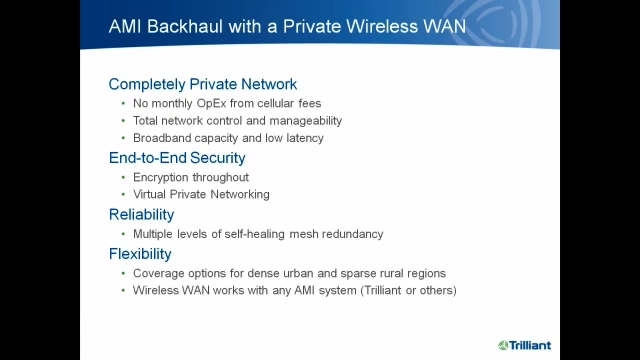 AMI Backhaul with a Private Wireless WAN
Completely Private Network
• No monthly OpEx from cellular fees
• Total network control and manageability
• Broadband capacity and low latency
End-to-End Security
• Encryption throughout
• Virtual Private Networking
Reliability
• Multiple levels of self-healing mesh redundancy
Flexibility
• Coverage options for dense urban and sparse rural regions
• Wireless WAN works with any AMI system (Trilliant or others)
Trilliant